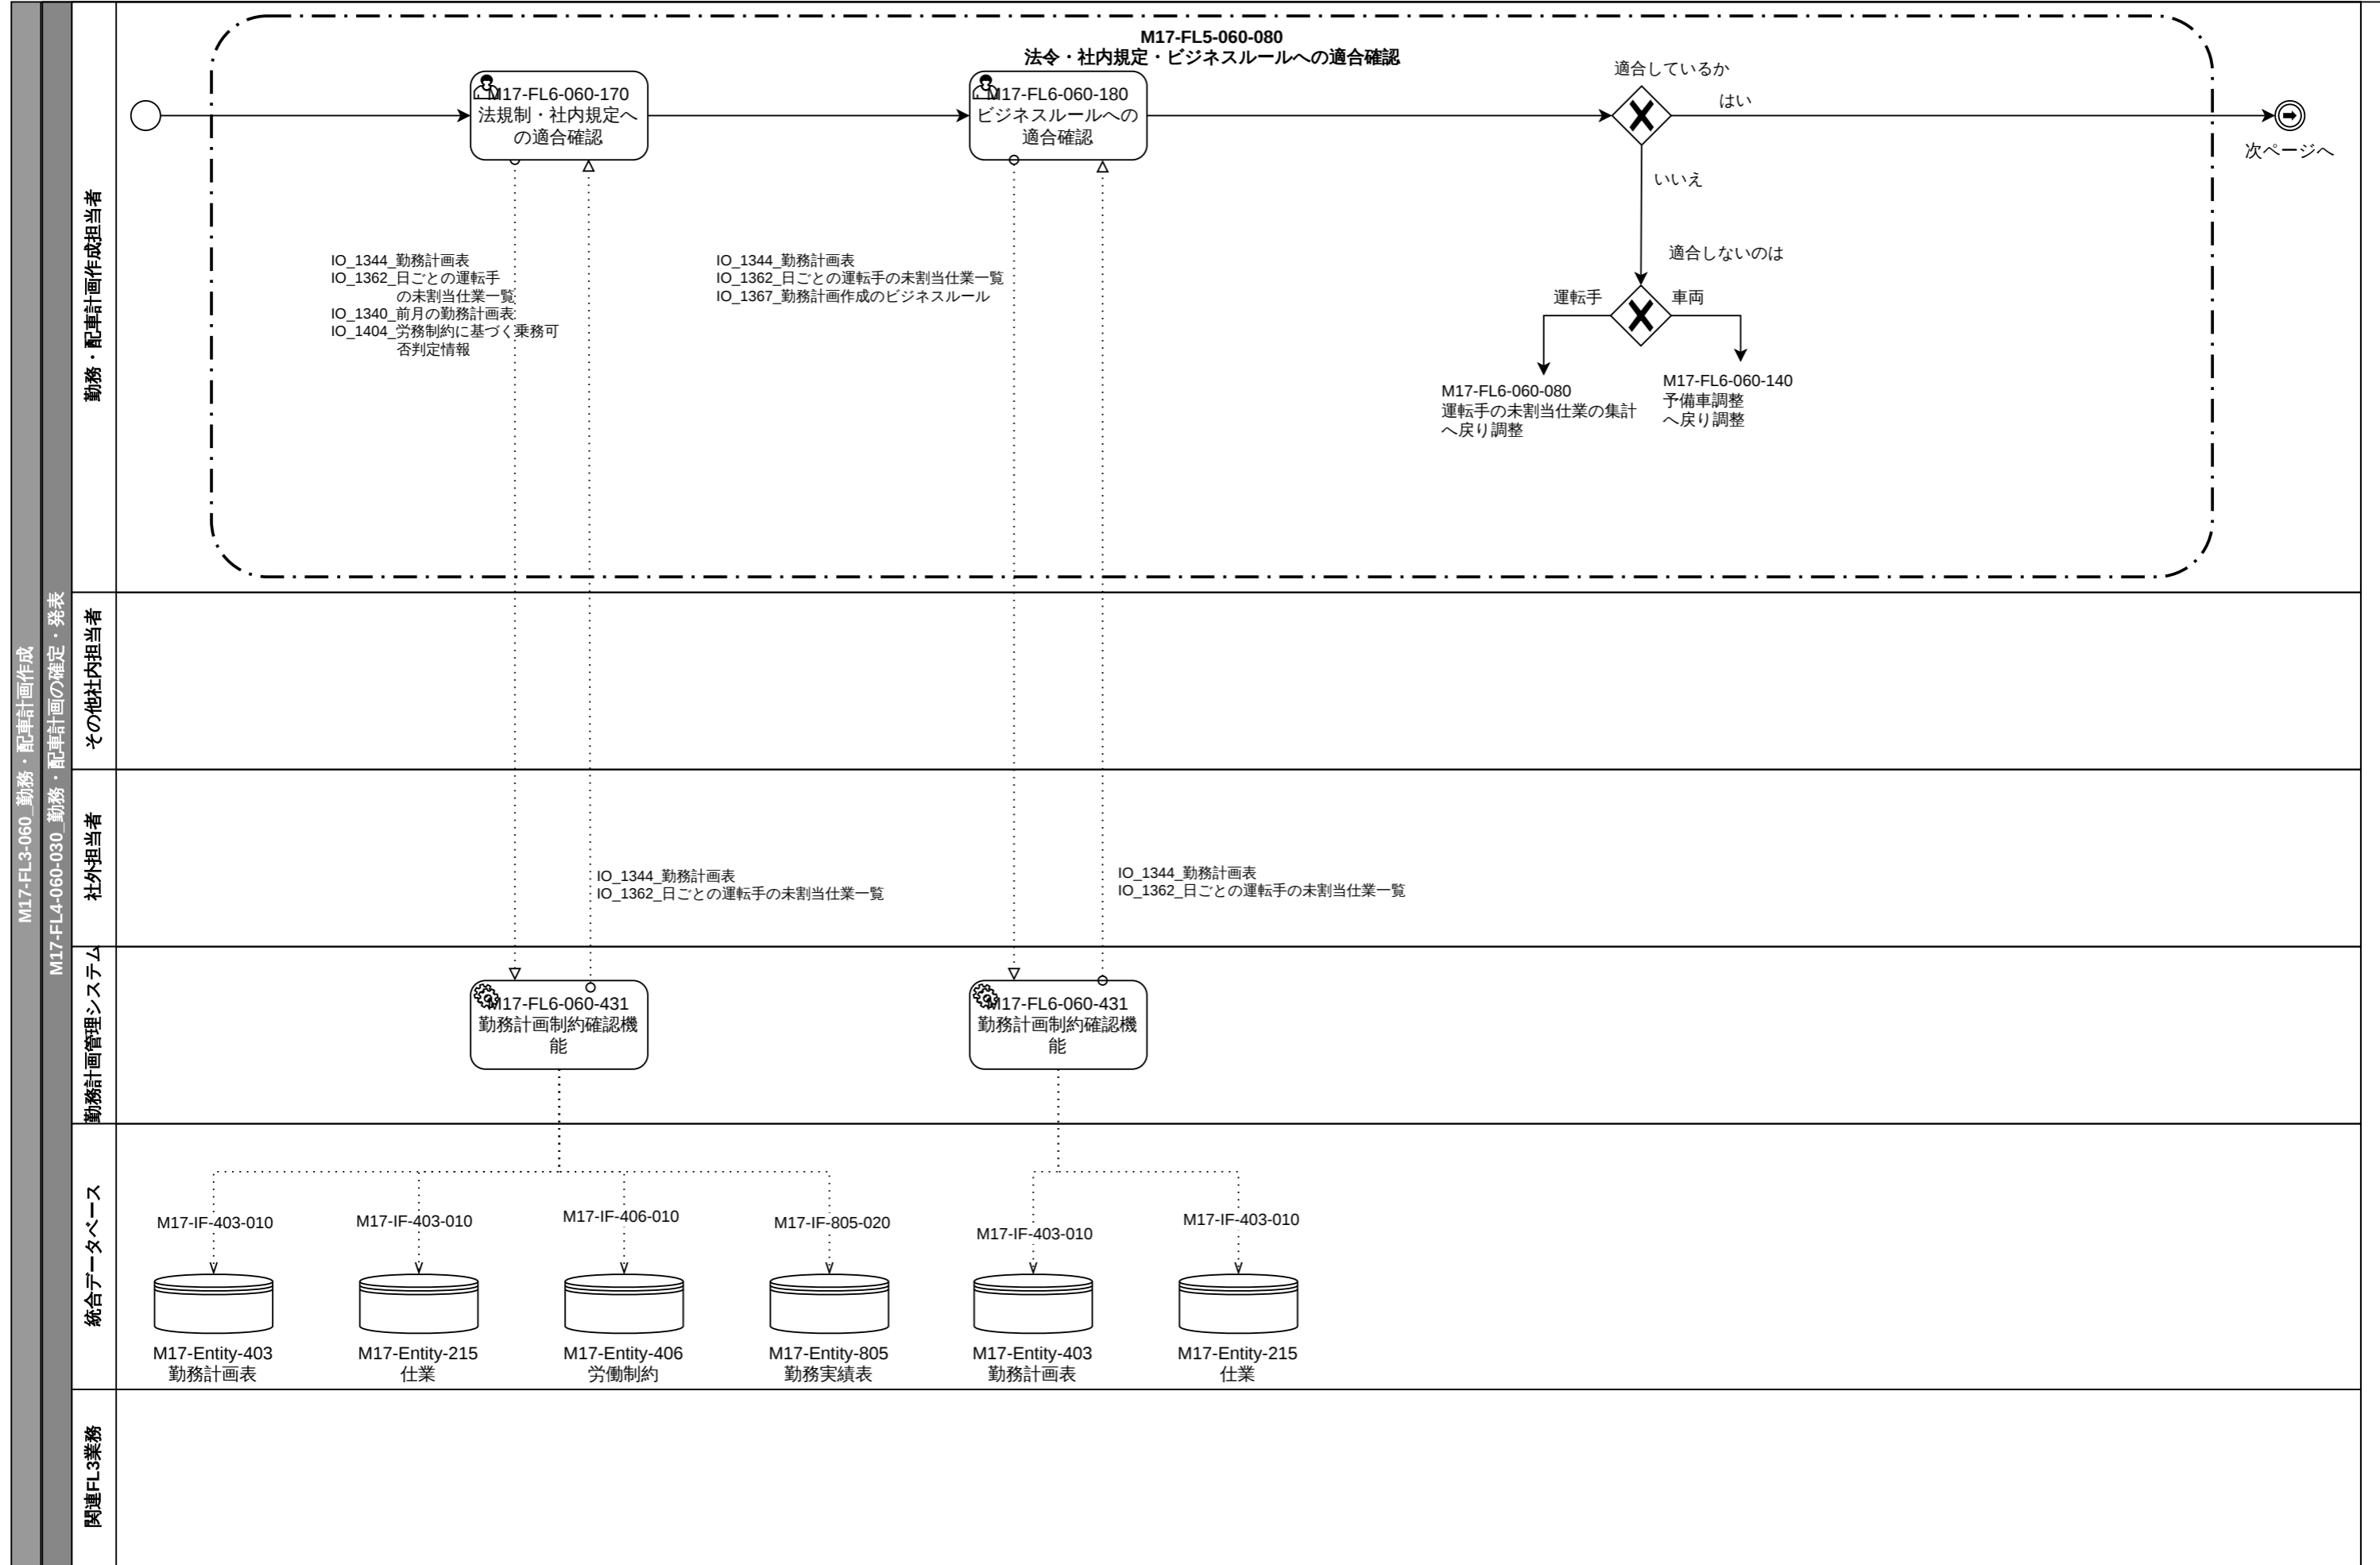 M17-FL3-060_勤務・配車計画作成
M17-FL4-060-030_勤務・配車計画の確定・発表
勤務・配車計画作成担当者
M17-FL5-060-080
法令・社内規定・ビジネスルールへの適合確認
M17-FL6-060-170
法規制・社内規定へ
の適合確認
M17-FL6-060-180
ビジネスルールへの
適合確認
適合しているか
はい
次ページへ
いいえ
適合しないのは
運転手
車両
M17-FL6-060-080
運転手の未割当仕業の集計
へ戻り調整
M17-FL6-060-140
予備車調整
へ戻り調整
IO_1344_勤務計画表
IO_1362_日ごとの運転手
の未割当仕業一覧
IO_1340_前月の勤務計画表
IO_1404_労務制約に基づく乗務可
否判定情報
IO_1344_勤務計画表
IO_1362_日ごとの運転手の未割当仕業一覧
IO_1367_勤務計画作成のビジネスルール
その他社内担当者
社外担当者
IO_1344_勤務計画表
IO_1362_日ごとの運転手の未割当仕業一覧
IO_1344_勤務計画表
IO_1362_日ごとの運転手の未割当仕業一覧
勤務計画管理システム
M17-FL6-060-431
勤務計画制約確認機
能
M17-FL6-060-431
勤務計画制約確認機
能
統合データベース
M17-IF-403-010
M17-IF-403-010
M17-IF-406-010
M17-IF-805-020
M17-IF-403-010
M17-IF-403-010
M17-Entity-403
勤務計画表
M17-Entity-215
仕業
M17-Entity-406
労働制約
M17-Entity-805
勤務実績表
M17-Entity-403
勤務計画表
M17-Entity-215
仕業
関連FL3業務